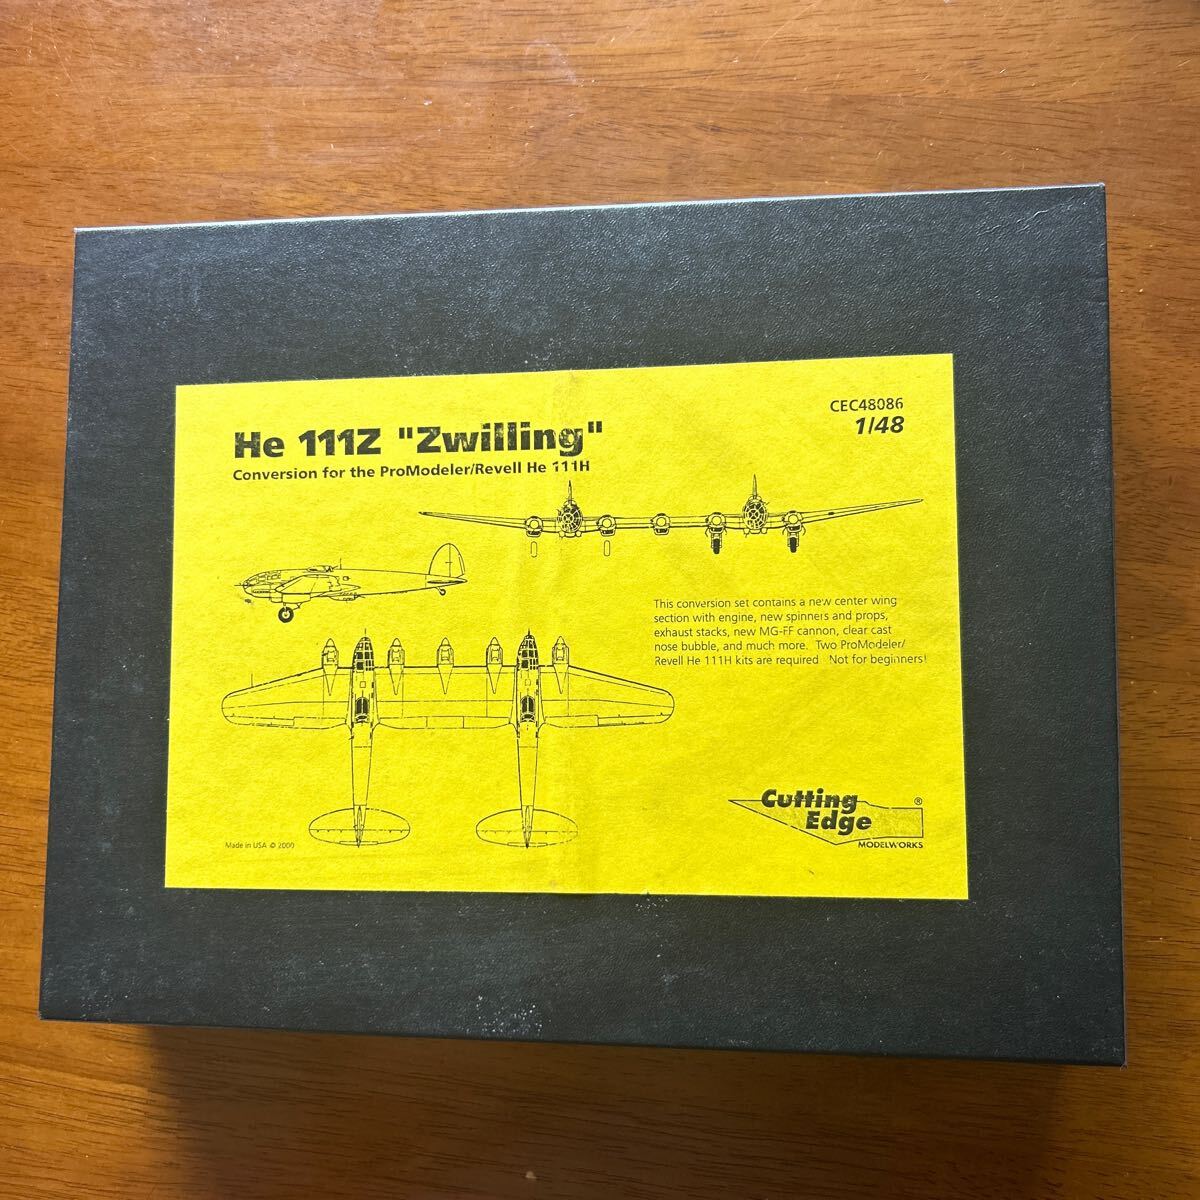 He 111Z "Zwilling"
Conversion for the ProModeler/Revell He 111H
CEC48086
1/48
This conversion set contains a new center wing
section with engine, new spinners and props,
exhaust stacks, new MG-FF cannon, clear cast
nose bubble, and much more. Two ProModeler/
Revell He 111H kits are required Not for beginners!
Cutting
Edge ®
MODELWORKS
Made in USA © 2000